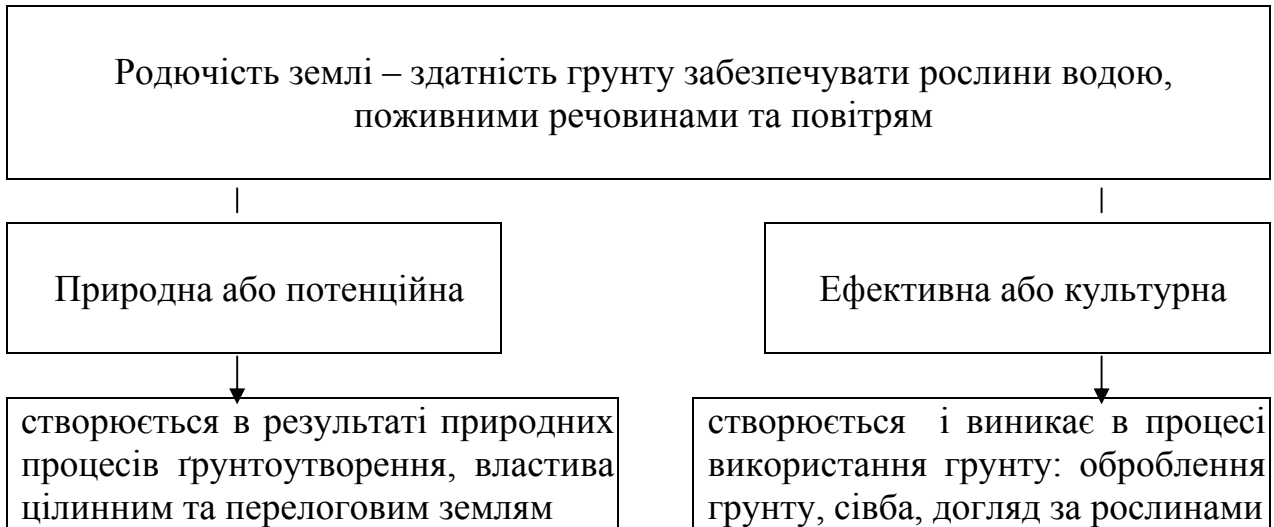 Родючість землі – здатність грунту забезпечувати рослини водою,
поживними речовинами та повітрям
Природна або потенційна
Ефективна або культурна
створюється в результаті природних
процесів ґрунтоутворення, властива
цілинним та перелоговим землям
створюється і виникає в процесі
використання грунту: оброблення
грунту, сівба, догляд за рослинами